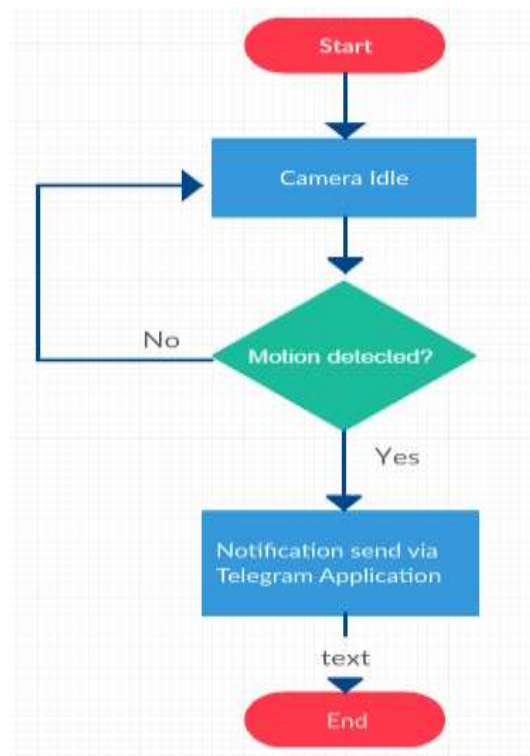 Start
Camera Idle
No
Motion detected?
Yes
Notification send via
Telegram Application
text
End